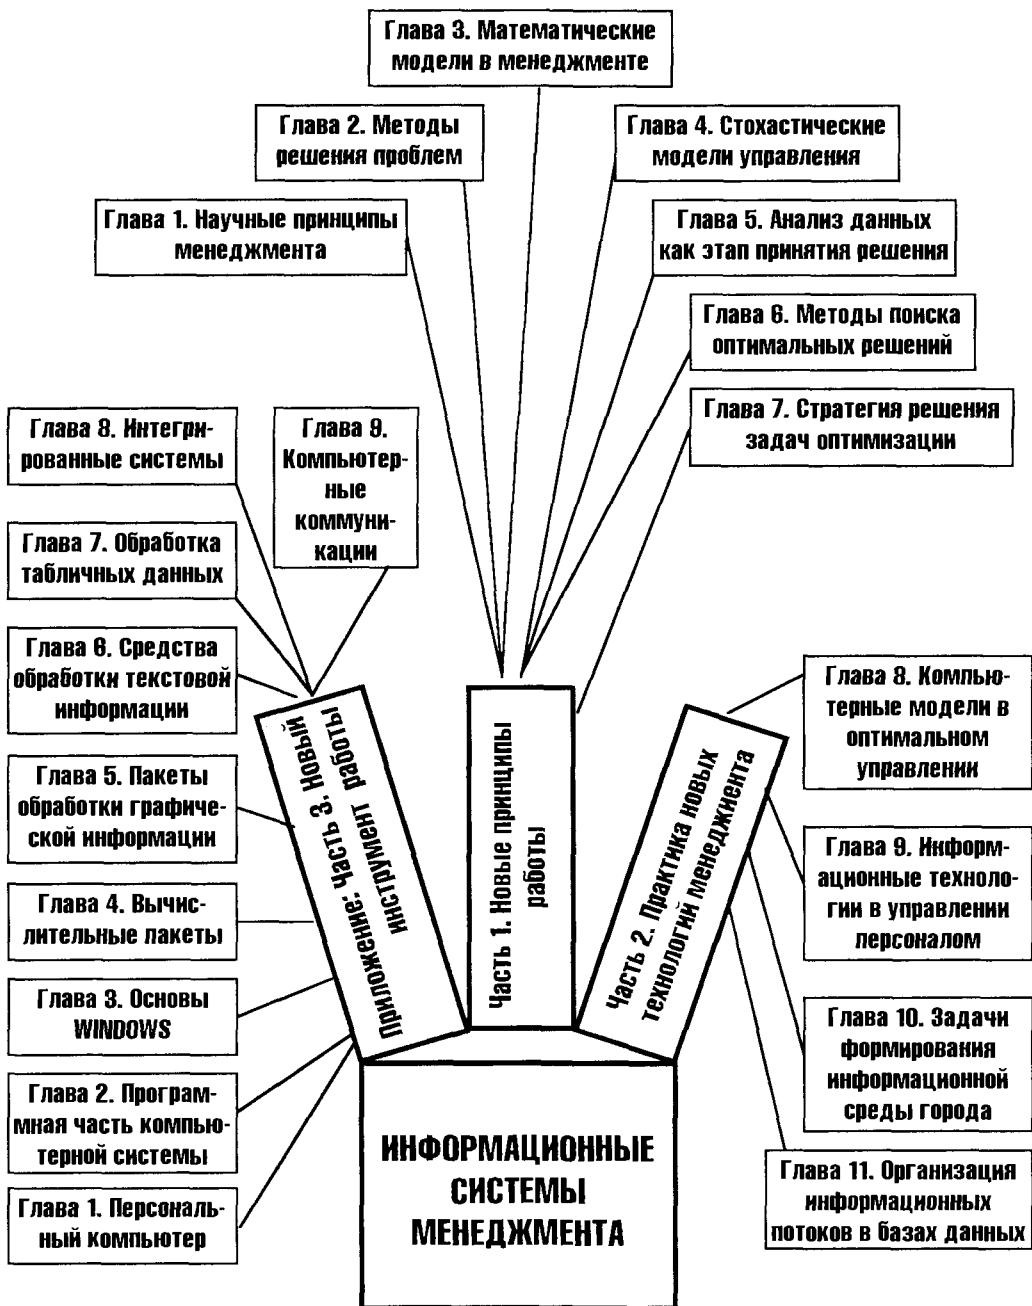 Глава 3. Математические
модели в менеджменте
Глава 2. Методы
решения проблем
Глава 4. Стохастические
модели управления
Глава 1. Научные принципы
менеджмента
Глава 5. Анализ данных
как этап принятия решения
Глава 6. Методы поиска
оптимальных решений
Глава 7. Стратегия решения
задач оптимизации
Глава 8. Интегри-
рованные системы
Глава 9.
Компьютер-
ные
коммуни-
кации
Глава 7. Обработка
табличных данных
Глава 6. Средства
обработки текстовой
информации
Глава 5. Пакеты
обработки графиче-
ской информации
Глава 4. Вычис-
лительные пакеты
Глава 3. Основы
WINDOWS
Глава 2. Програм-
мная часть компью-
терной системы
Глава 1. Персональ-
ный компьютер
Приложение; Часть 3. Новый
инструмент работы
Часть 1. Новые принципы
работы
Часть 2. Практика новых
технологий менеджиента
Глава 8. Компью-
терные модели в
оптимальном
управлении
Глава 9. Информ-
ационные техноло-
гии в управлении
персоналом
Глава 10. Задачи
формирования
информационной
среды города
Глава 11. Организация
информационных
потоков в базах данных
ИНФОРМАЦИОННЫЕ
СИСТЕМЫ
МЕНЕДЖМЕНТА